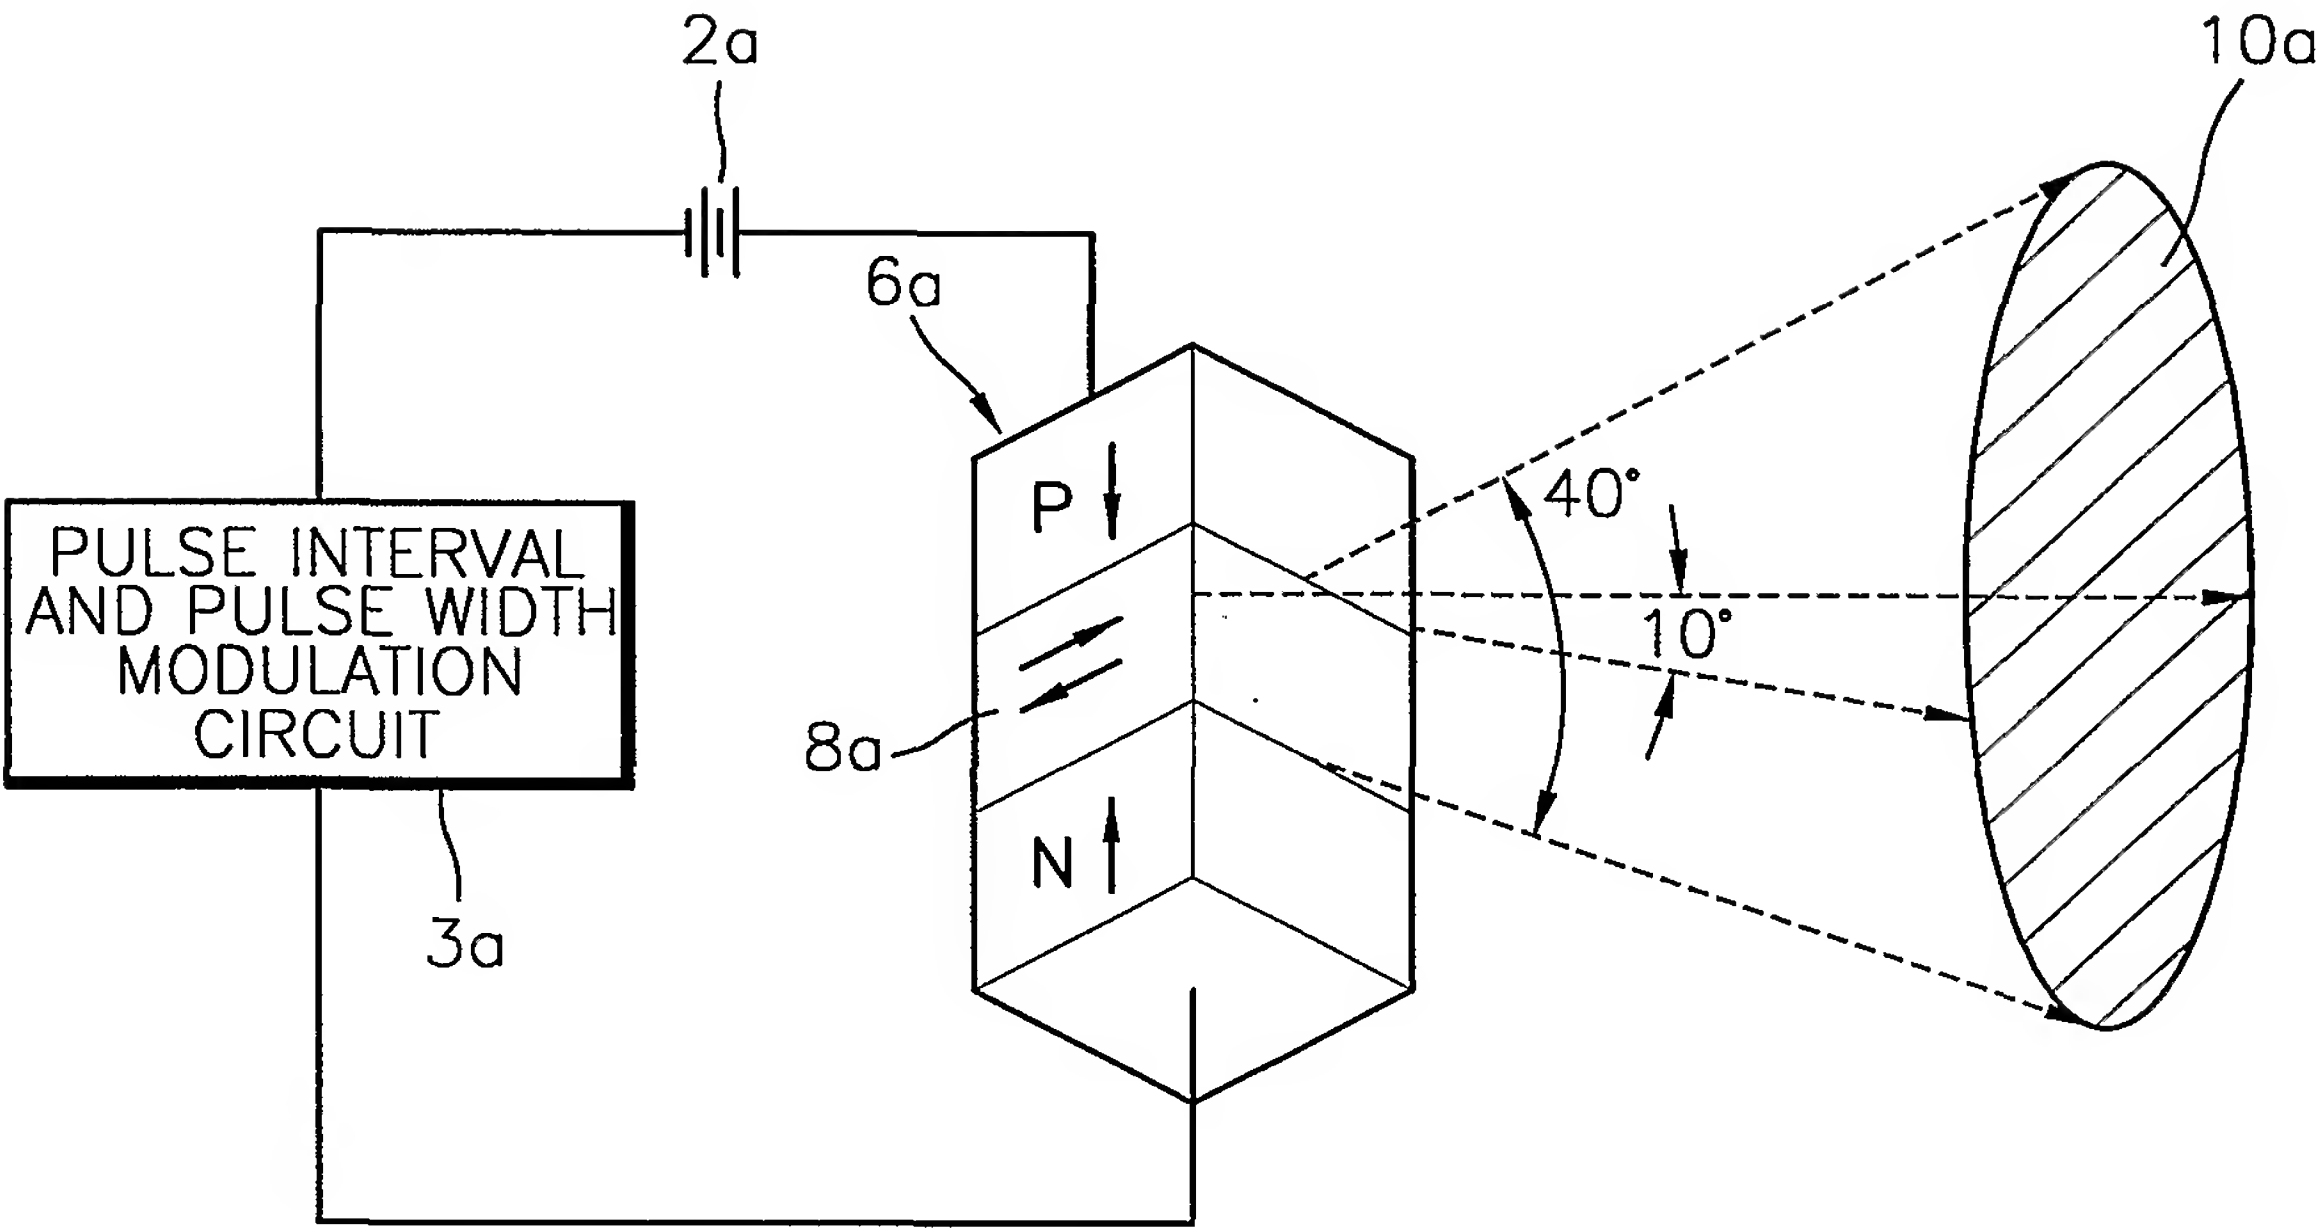 2a
10a
6a
P
40°
PULSE INTERVAL
AND PULSE WIDTH
MODULATION
CIRCUIT
10°
8a
N
3a